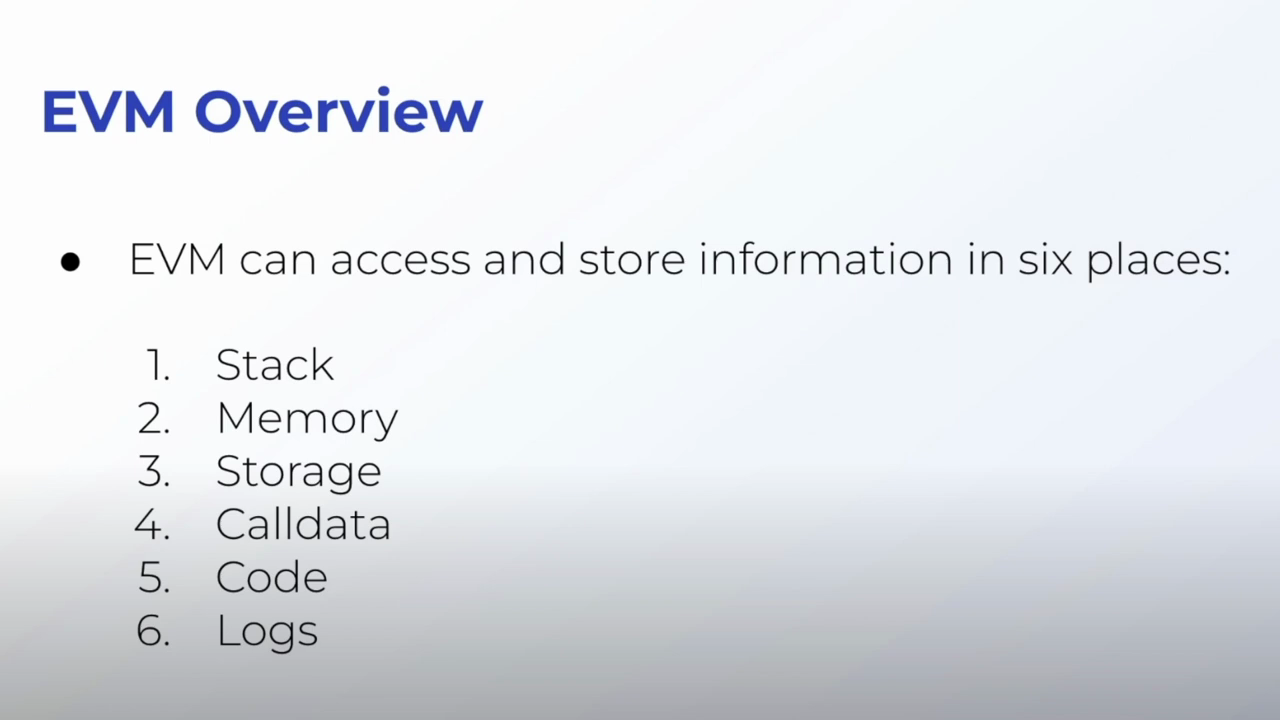 EVM Overview
● EVM can access and store information in six places:
1. Stack
2. Memory
3. Storage
4. Calldata
5. Code
6. Logs